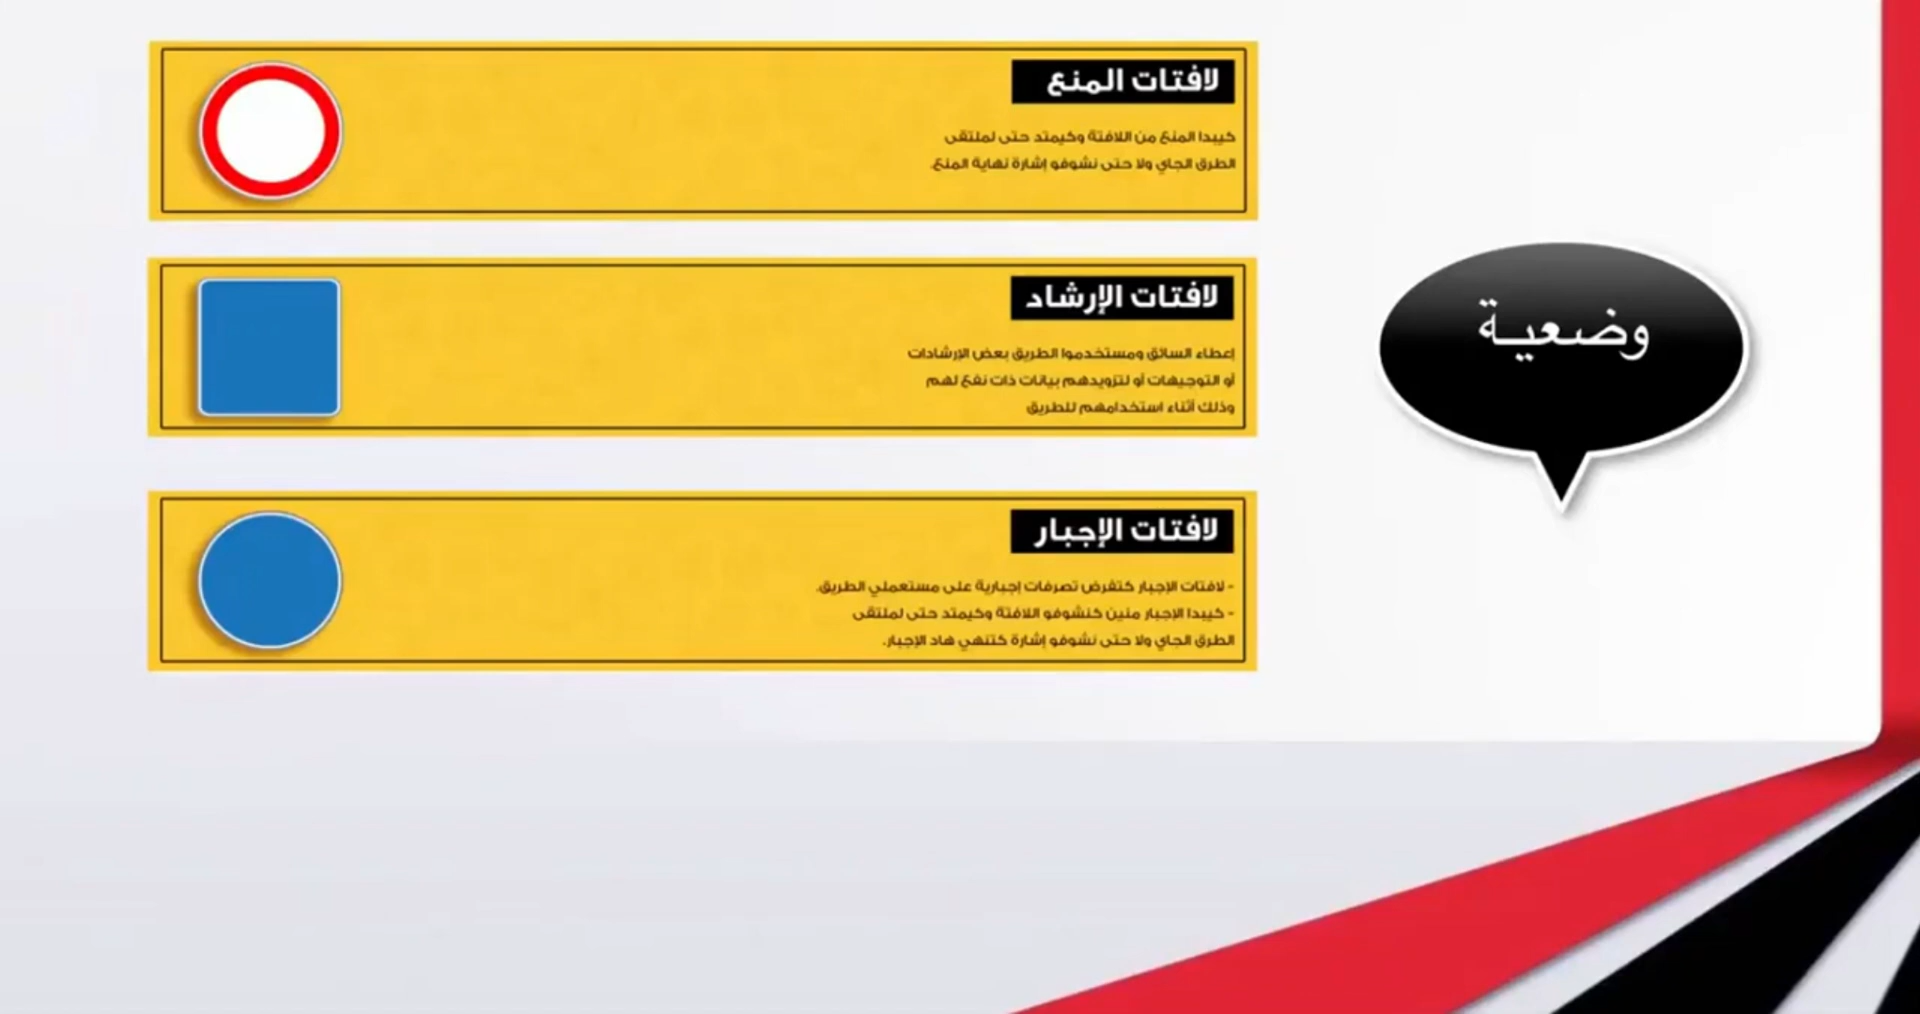 لافتات المنع
كيبدا المنع من اللافتة وكيمتد حتى لملتقى
الطرق الجاي ولا حتى نشوفو إشارة نهاية المنع.
لافتات الإرشاد
إعطاء السائق ومستخدموا الطريق بعض الإرشادات
أو التوجيهات أو لتزويدهم بيانات ذات نفع لهم
وذلك أثناء استخدامهم للطريق
لافتات الإجبار
- لافتات الإجبار كتفرض تصرفات إجبارية على مستعملي الطريق.
- كيبدا الإجبار منين كنشوفو اللافتة وكيمتد حتى لملتقى
الطرق الجاي ولا حتى نشوفو إشارة كتنهي هاد الإجبار.
وضعية